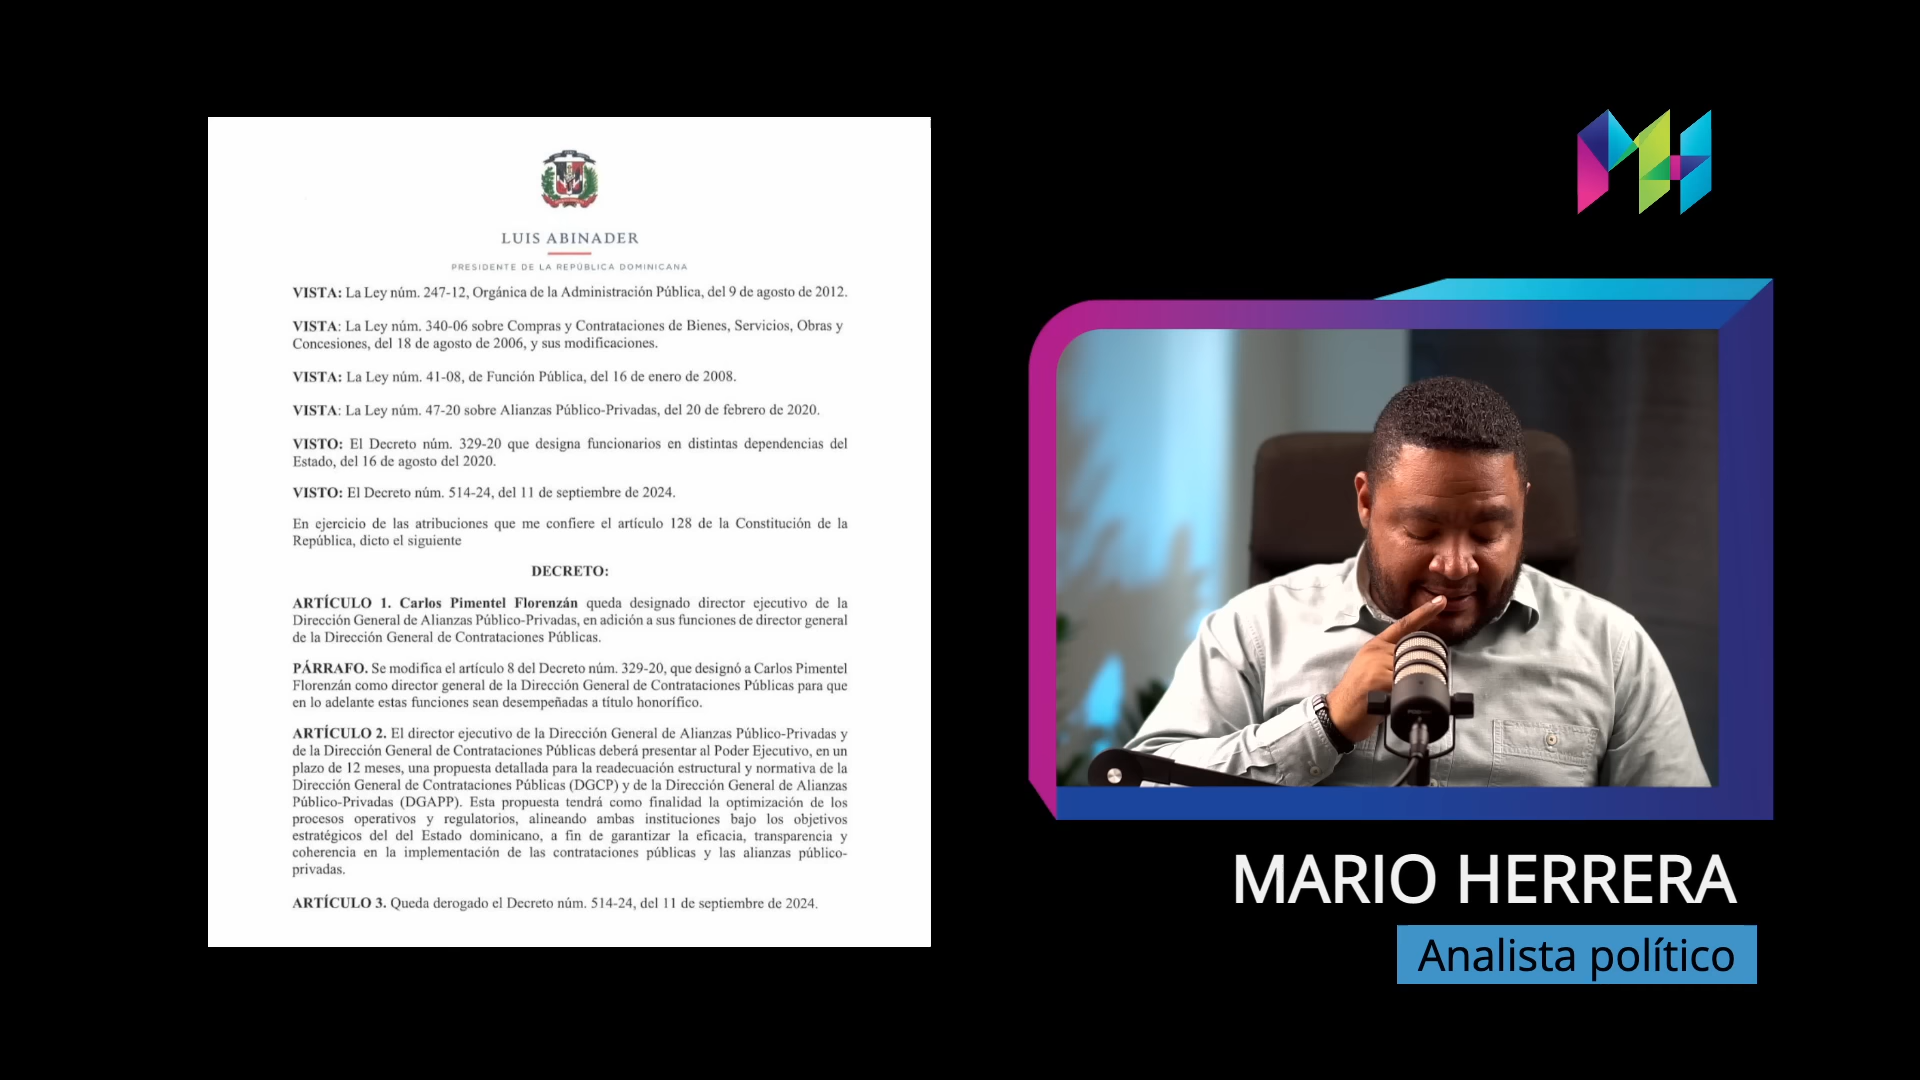 LUIS ABINADER
PRESIDENTE DE LA REPÚBLICA DOMINICANA
VISTA: La Ley núm. 247-12, Orgánica de la Administración Pública, del 9 de agosto de 2012.
VISTA: La Ley núm. 340-06 sobre Compras y Contrataciones de Bienes, Servicios, Obras y
Concesiones, del 18 de agosto de 2006, y sus modificaciones.
VISTA: La Ley núm. 41-08, de Función Pública, del 16 de enero de 2008.
VISTA: La Ley núm. 47-20 sobre Alianzas Público-Privadas, del 20 de febrero de 2020.
VISTO: El Decreto núm. 329-20 que designa funcionarios en distintas dependencias del
Estado, del 16 de agosto del 2020.
VISTO: El Decreto núm. 514-24, del 11 de septiembre de 2024.
En ejercicio de las atribuciones que me confiere el artículo 128 de la Constitución de la
República, dicto el siguiente
DECRETO:
ARTÍCULO 1. Carlos Pimentel Florenzán queda designado director ejecutivo de la
Dirección General de Alianzas Público-Privadas, en adición a sus funciones de director general
de la Dirección General de Contrataciones Públicas.
PÁRRAFO. Se modifica el artículo 8 del Decreto núm. 329-20, que designó a Carlos Pimentel
Florenzán como director general de la Dirección General de Contrataciones Públicas para que
en lo adelante estas funciones sean desempeñadas a título honorífico.
ARTÍCULO 2. El director ejecutivo de la Dirección General de Alianzas Público-Privadas y
de la Dirección General de Contrataciones Públicas deberá presentar al Poder Ejecutivo, en un
plazo de 12 meses, una propuesta detallada para la readecuación estructural y normativa de la
Dirección General de Contrataciones Públicas (DGCP) y de la Dirección General de Alianzas
Público-Privadas (DGAPP). Esta propuesta tendrá como finalidad la optimización de los
procesos operativos y regulatorios, alineando ambas instituciones bajo los objetivos
estratégicos del del Estado dominicano, a fin de garantizar la eficacia, transparencia y
coherencia en la implementación de las contrataciones públicas y las alianzas público-
privadas.
ARTÍCULO 3. Queda derogado el Decreto núm. 514-24, del 11 de septiembre de 2024.
MH
MARIO HERRERA
Analista político